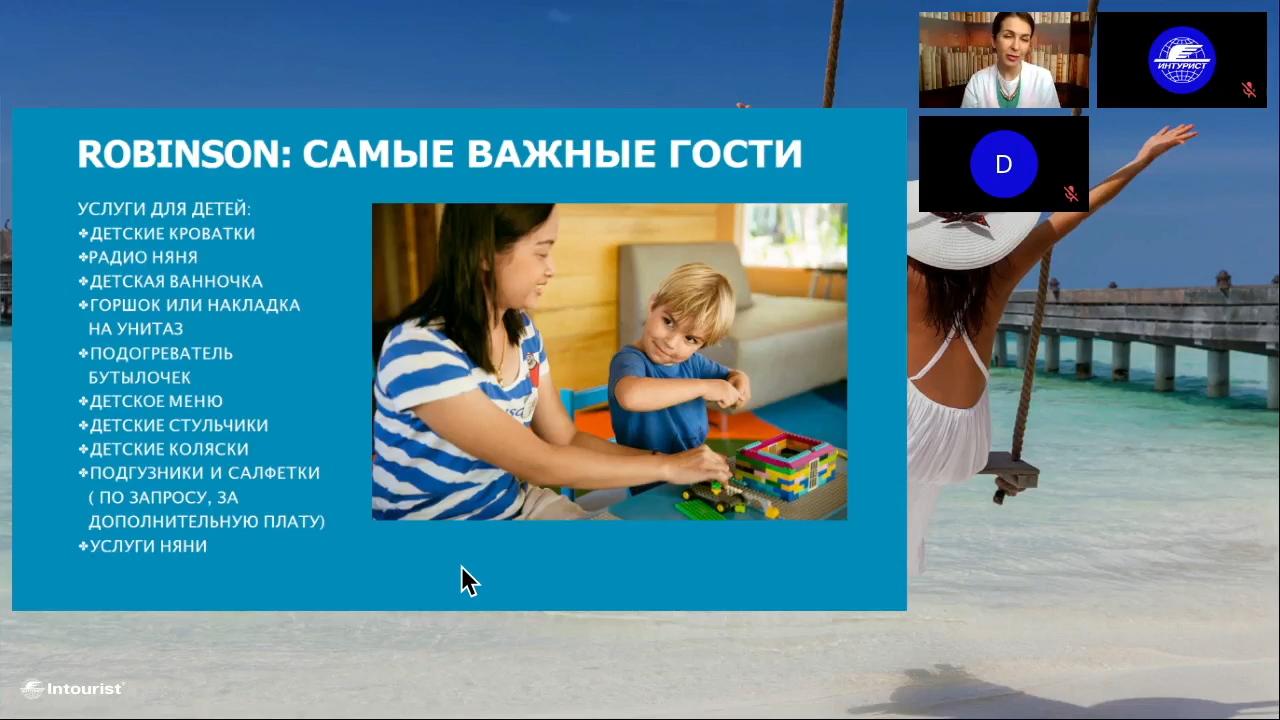 ROBINSON: САМЫЕ ВАЖНЫЕ ГОСТИ
УСЛУГИ ДЛЯ ДЕТЕЙ:
❖ДЕТСКИЕ КРОВАТКИ
❖РАДИО НЯНЯ
❖ДЕТСКАЯ ВАННОЧКА
❖ГОРШОК ИЛИ НАКЛАДКА
НА УНИТАЗ
❖ПОДОГРЕВАТЕЛЬ
БУТЫЛОЧЕК
❖ДЕТСКОЕ МЕНЮ
❖ДЕТСКИЕ СТУЛЬЧИКИ
❖ДЕТСКИЕ КОЛЯСКИ
❖ПОДГУЗНИКИ И САЛФЕТКИ
( ПО ЗАПРОСУ, ЗА
ДОПОЛНИТЕЛЬНУЮ ПЛАТУ)
❖УСЛУГИ НЯНИ
ИНТУРИСТ
D
Intourist